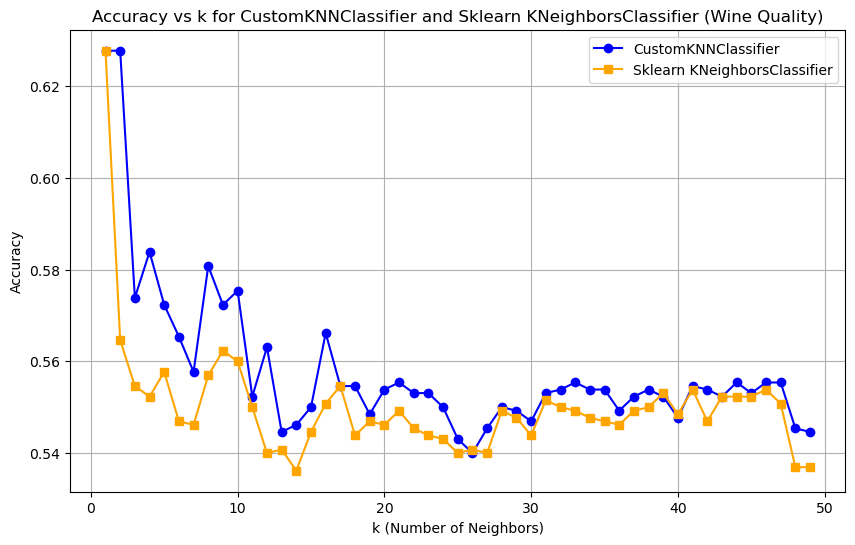 Accuracy vs k for CustomKNNClassifier and Sklearn KNeighborsClassifier (Wine Quality)
CustomKNNClassifier
Sklearn KNeighborsClassifier
Accuracy
0.62
0.60
0.58
0.56
0.54
0
10
20
30
40
50
k (Number of Neighbors)